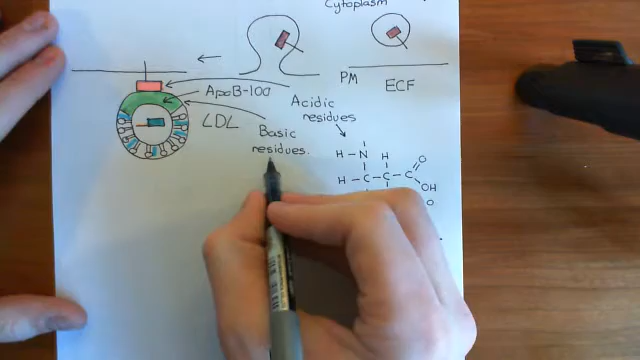 Cytoplasm
PM
ECF
ApoB-100
LDL
Acidic
residues
Basic
residues.
H-N H O
H-C-C-C
OH
O